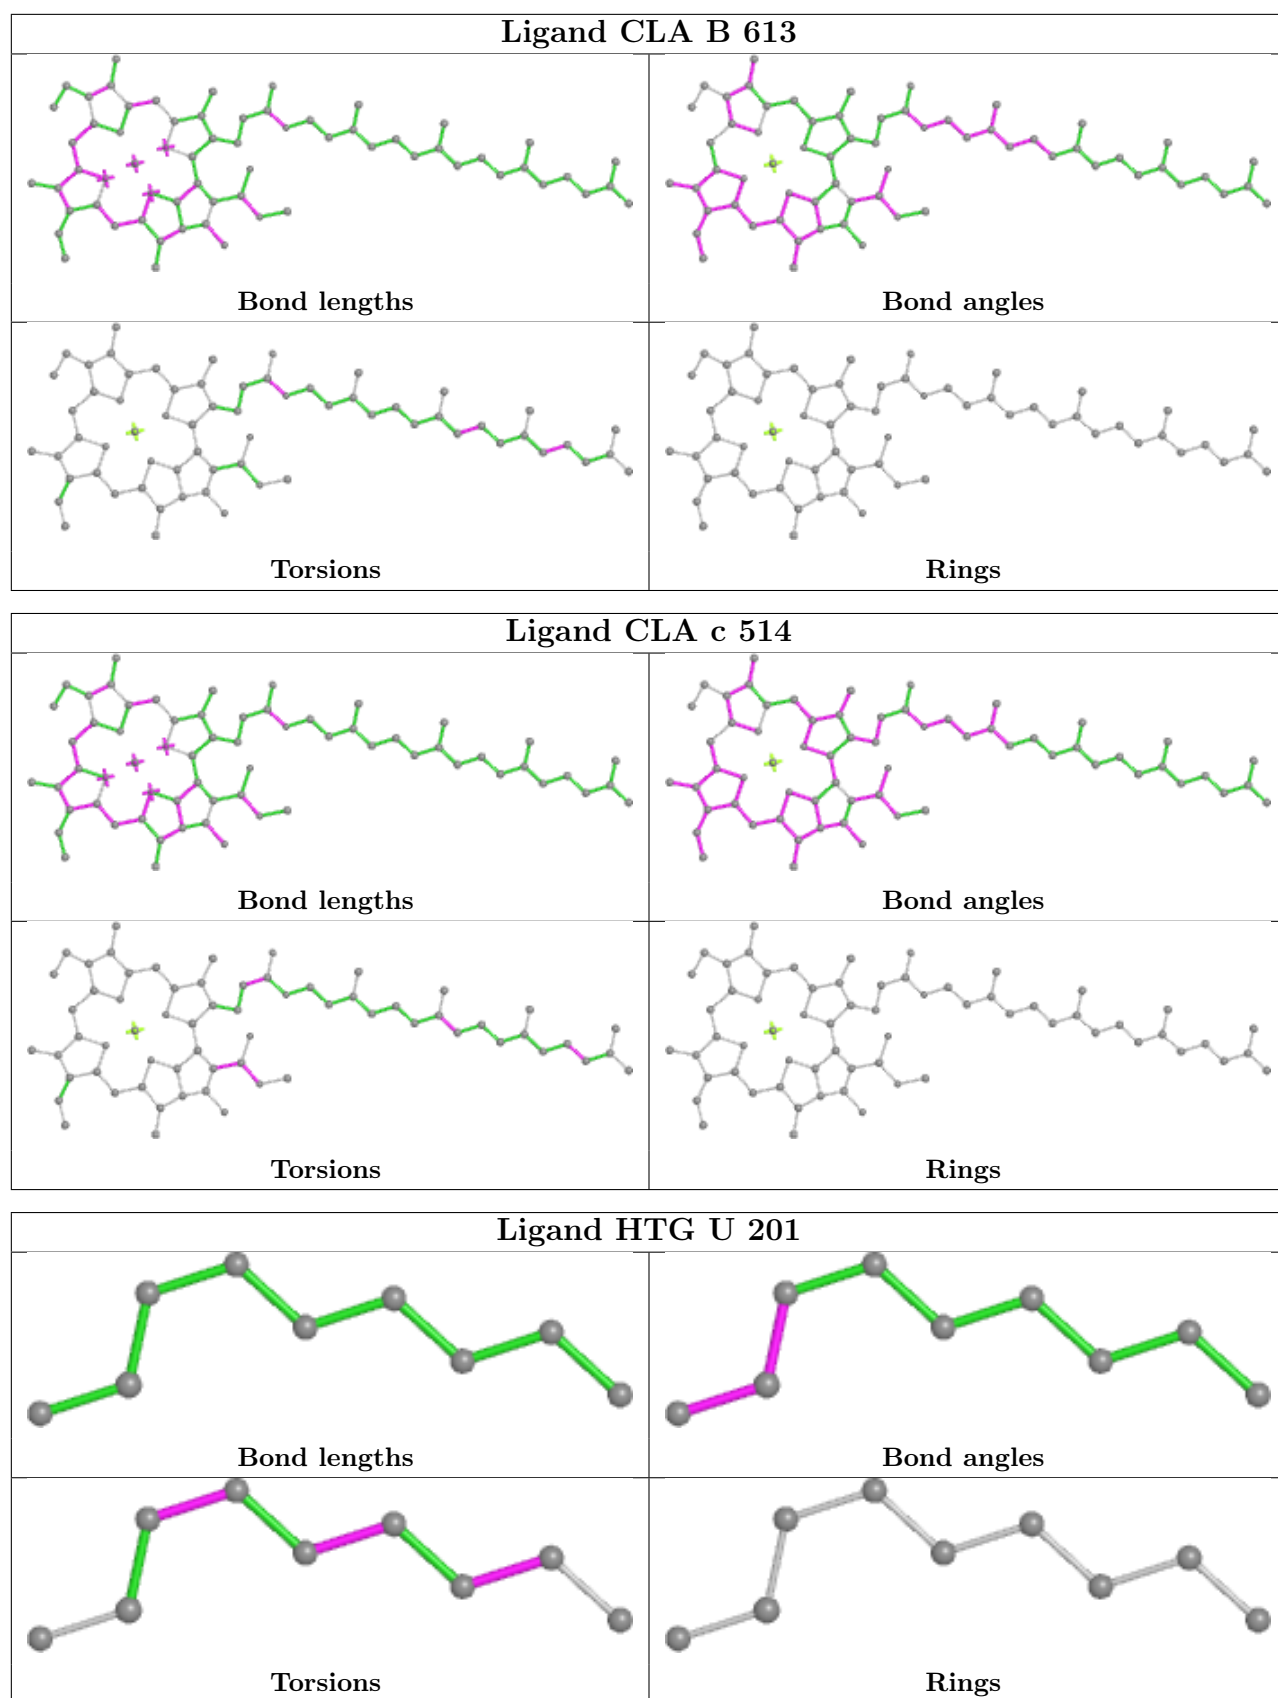 Ligand CLA B 613
Bond lengths
Bond angles
Torsions
Rings
Ligand CLA c 514
Bond lengths
Bond angles
Torsions
Rings
Ligand HTG U 201
Bond lengths
Bond angles
Torsions
Rings